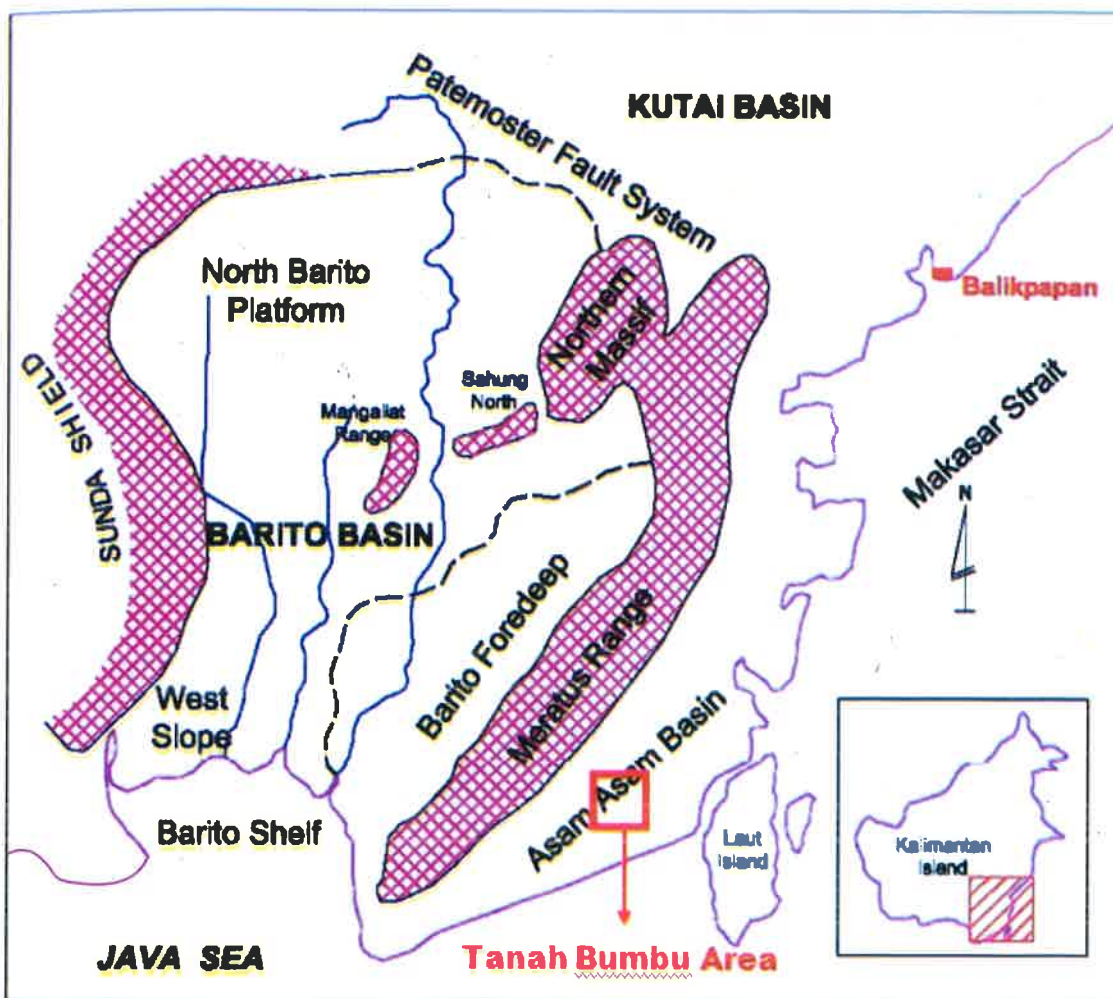 KUTAI BASIN
Paternoster Fault System
North Barito
Platform
Northern
Massif
Balikpapan
SUNDA SHIELD
Sahung
North
Mangaliat
Range
Makasar Strait
N
BARITO BASIN
Barito Foredeep
Meratus Range
West
Slope
Asam Asam Basin
Barito Shelf
Laut
Island
Kalimantan
Island
JAVA SEA
Tanah Bumbu Area